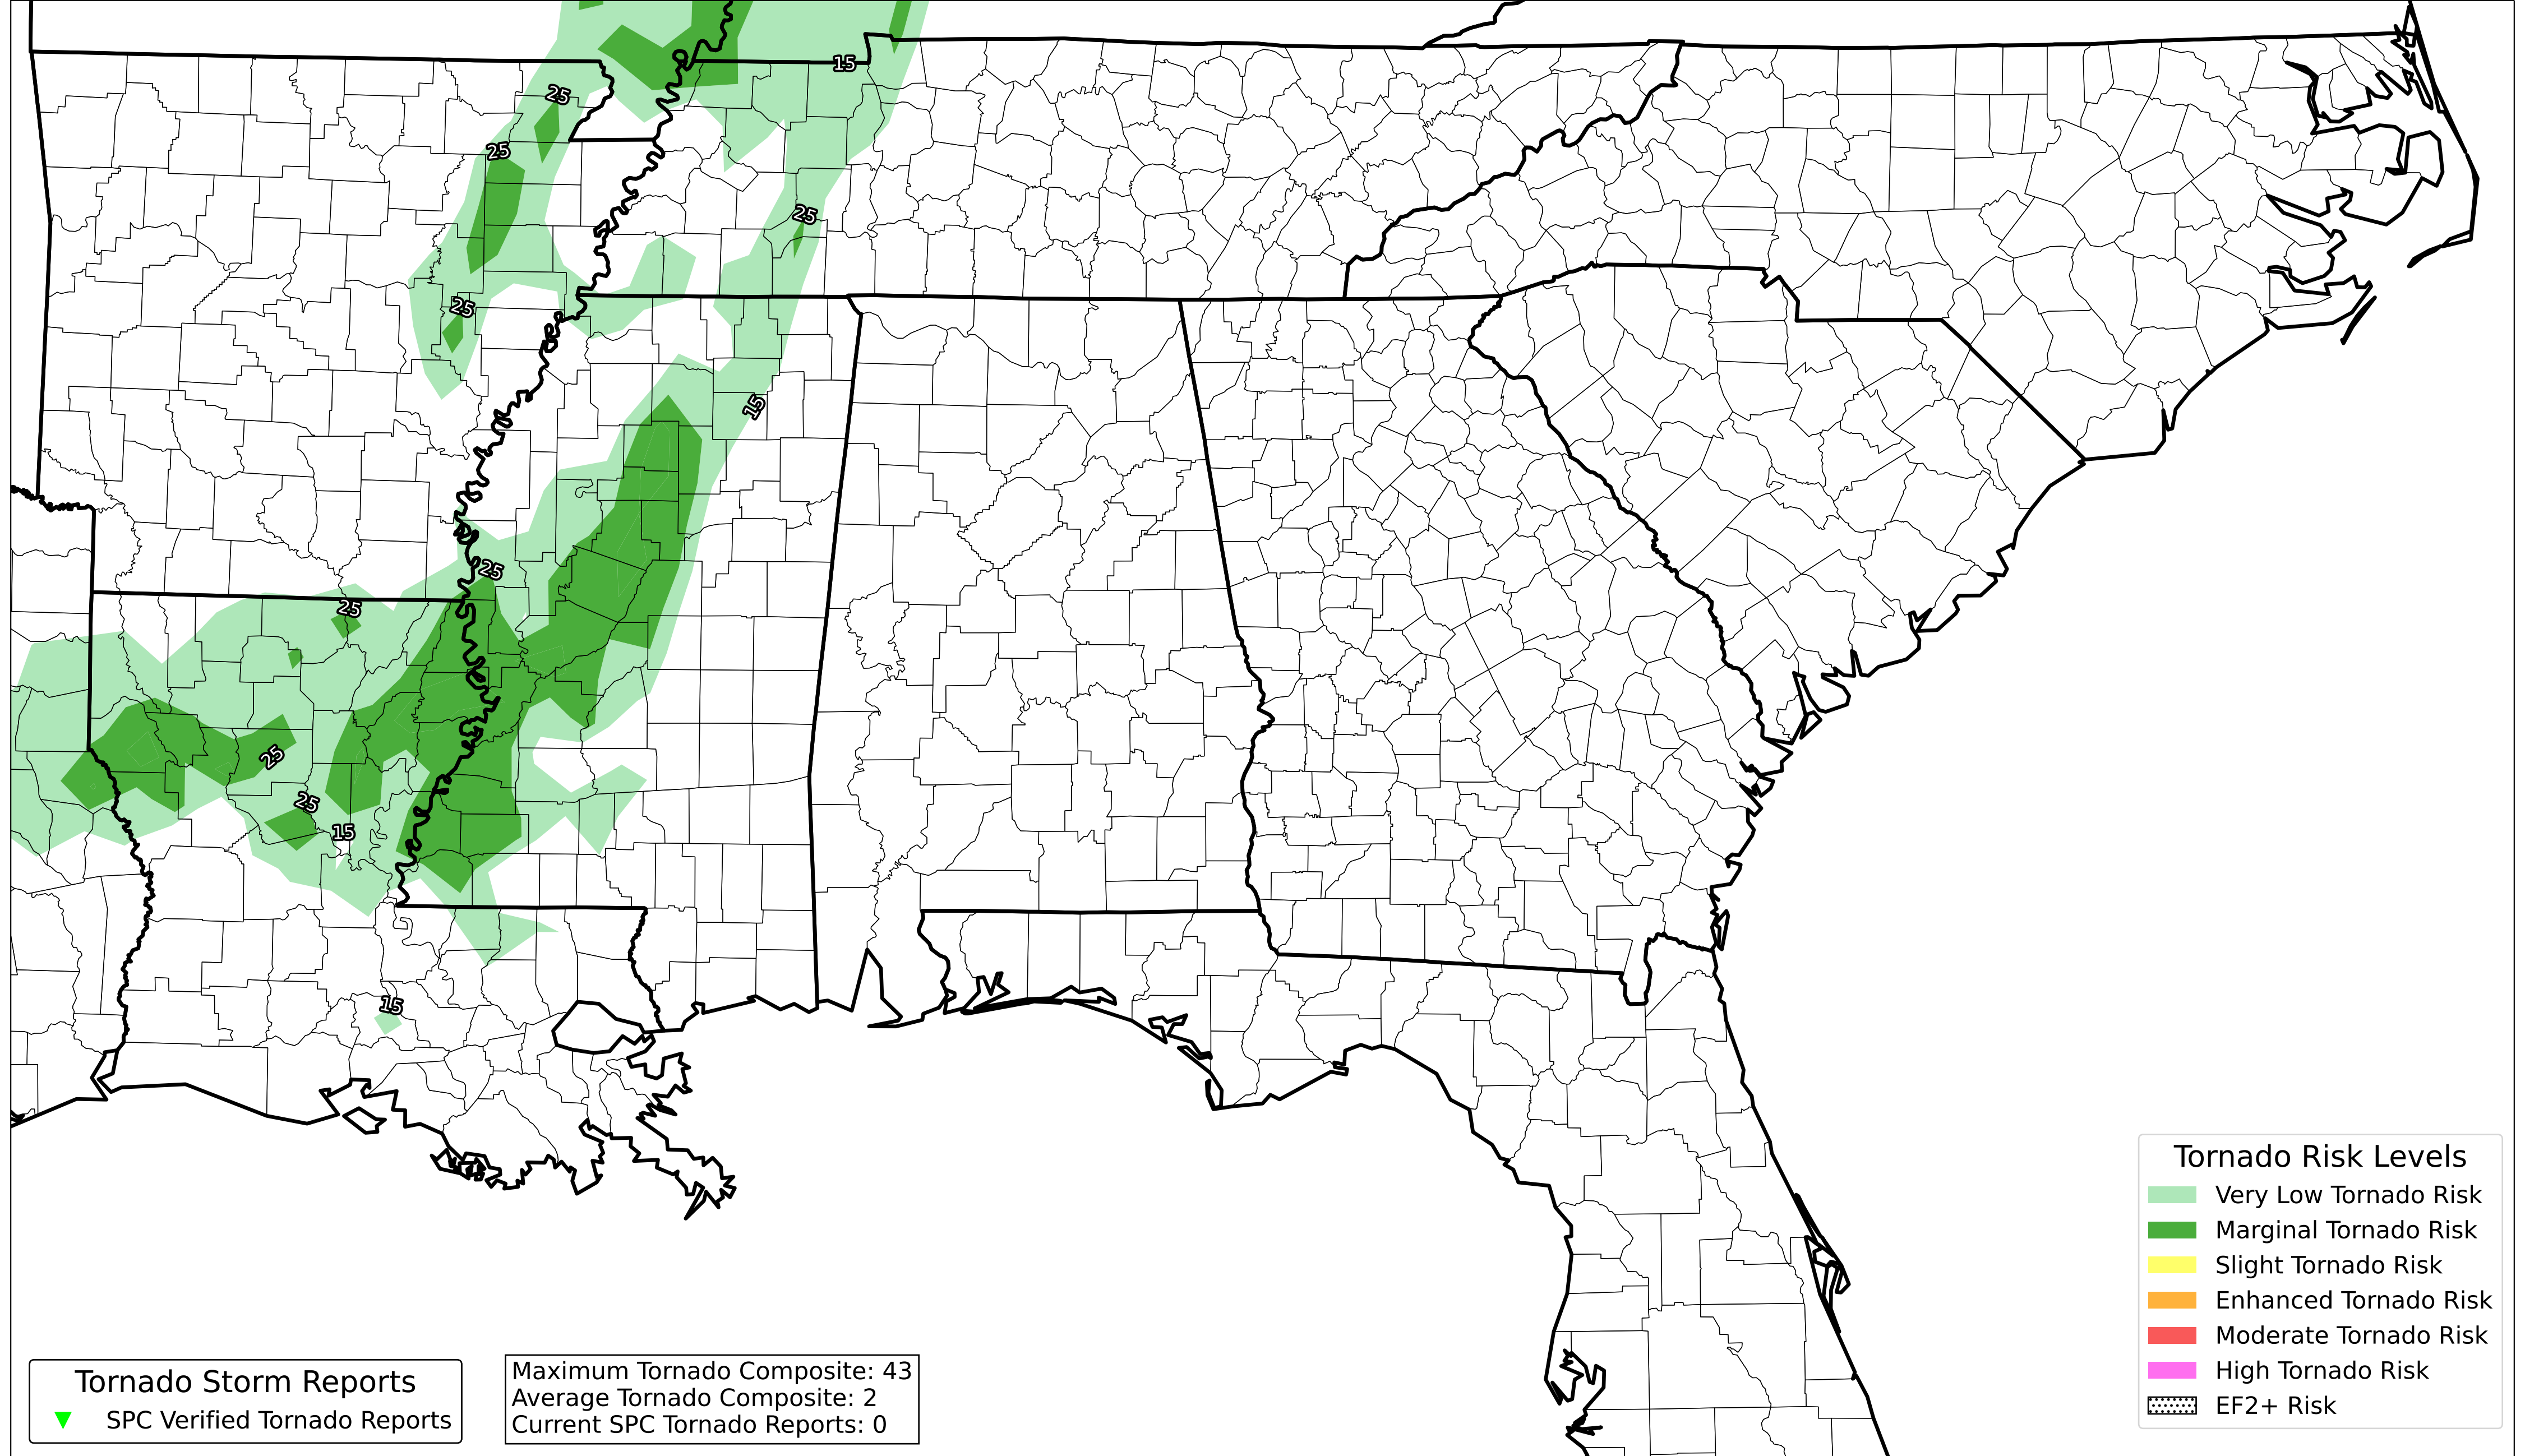 15
25
25
25
25
15
25
25
25
25
15
15
Tornado Risk Levels
Very Low Tornado Risk
Marginal Tornado Risk
Slight Tornado Risk
Enhanced Tornado Risk
Moderate Tornado Risk
High Tornado Risk
EF2+ Risk
Tornado Storm Reports
SPC Verified Tornado Reports
Maximum Tornado Composite: 43
Average Tornado Composite: 2
Current SPC Tornado Reports: 0